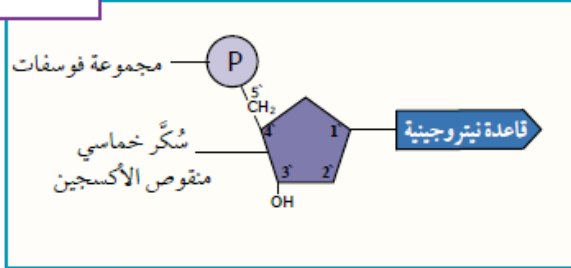 مجموعة فوسفات
P
5`
CH₂
4`
1`
قاعدة نيتروجينية
سُكَّر خماسي
منقوص الأكسجين
3`
2`
OH